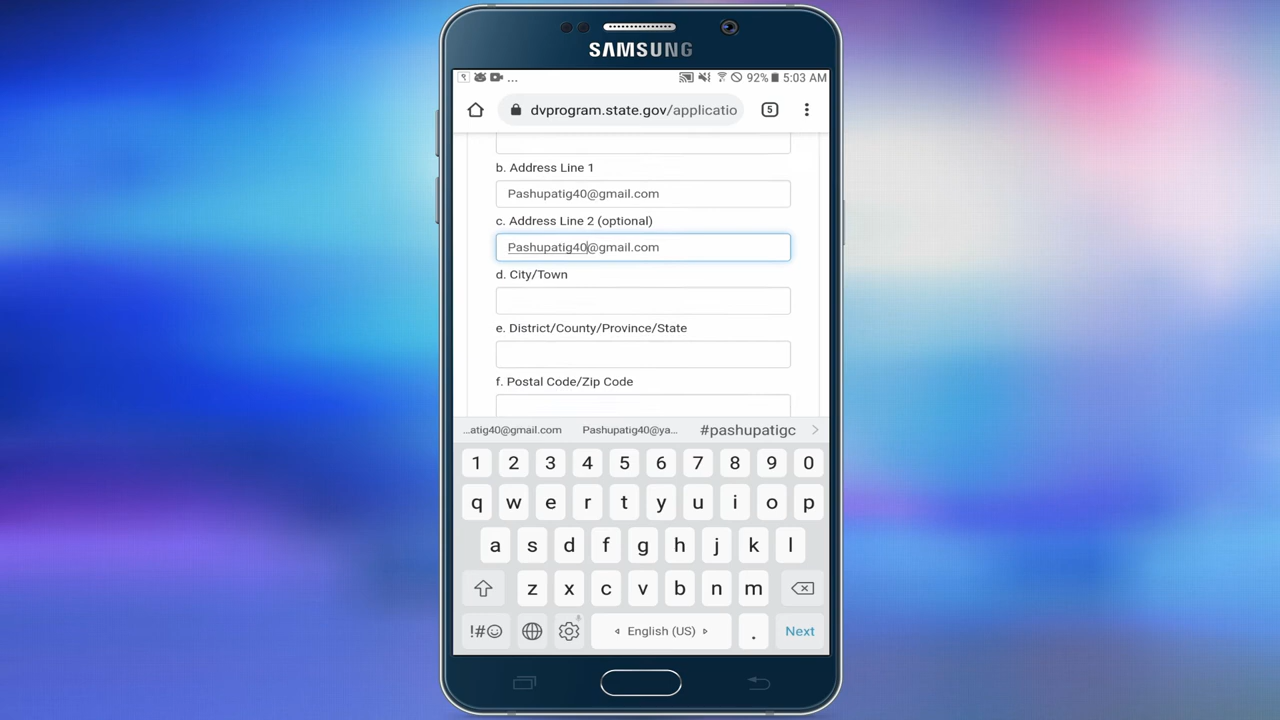 SAMSUNG
... 92% 5:03 AM
dvprogram.state.gov/applicatio 5
b. Address Line 1
Pashupatig40@gmail.com
c. Address Line 2 (optional)
Pashupatig40@gmail.com
d. City/Town
e. District/County/Province/State
f. Postal Code/Zip Code
...atig40@gmail.com Pashupatig40@ya... #pashupatigc
1 2 3 4 5 6 7 8 9 0
q w e r t y u i o p
a s d f g h j k l
z x c v b n m
!#☺ English (US) . Next